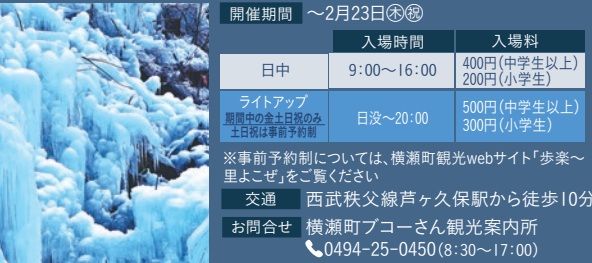 開催期間 ～2月23日㊍㊗
入場時間 入場料
日中 9:00～16:00 400円(中学生以上)
200円(小学生)
ライトアップ
期間中の金土日祝のみ
土日祝は事前予約制
日没～20:00 500円(中学生以上)
300円(小学生)
※事前予約制については、横瀬町観光webサイト「歩楽～
里よこぜ」をご覧ください
交通 西武秩父線芦ヶ久保駅から徒歩10分
お問合せ 横瀬町ブコーさん観光案内所
0494-25-0450(8:30～17:00)